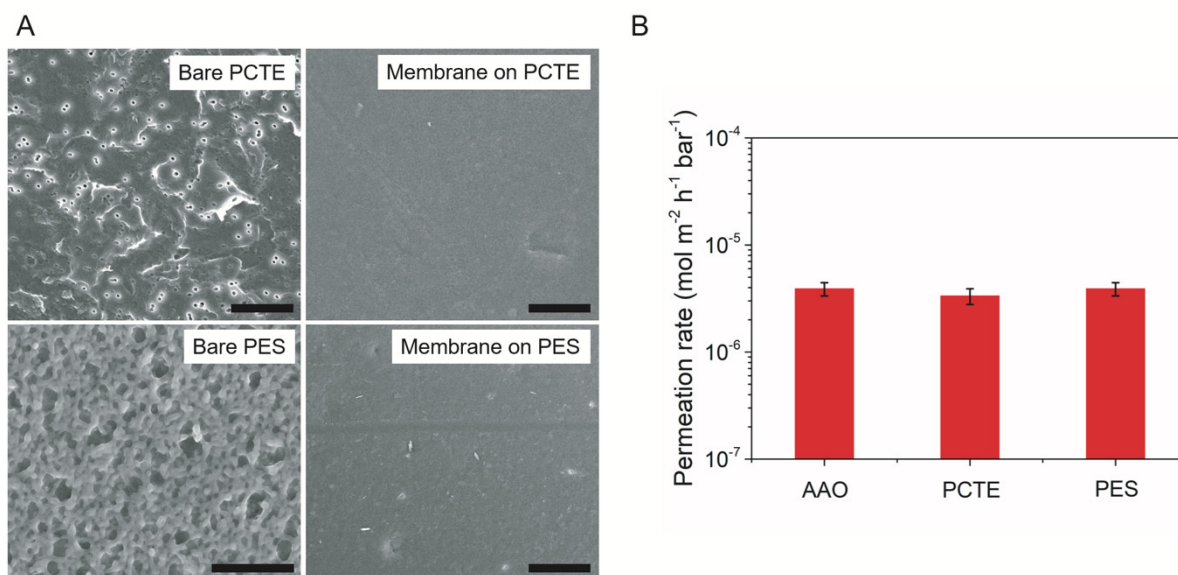 A
Bare PCTE
Membrane on PCTE
Bare PES
Membrane on PES
B
Permeation rate (mol m⁻² h⁻¹ bar⁻¹)
10⁻⁴
10⁻⁵
10⁻⁶
10⁻⁷
AAO
PCTE
PES